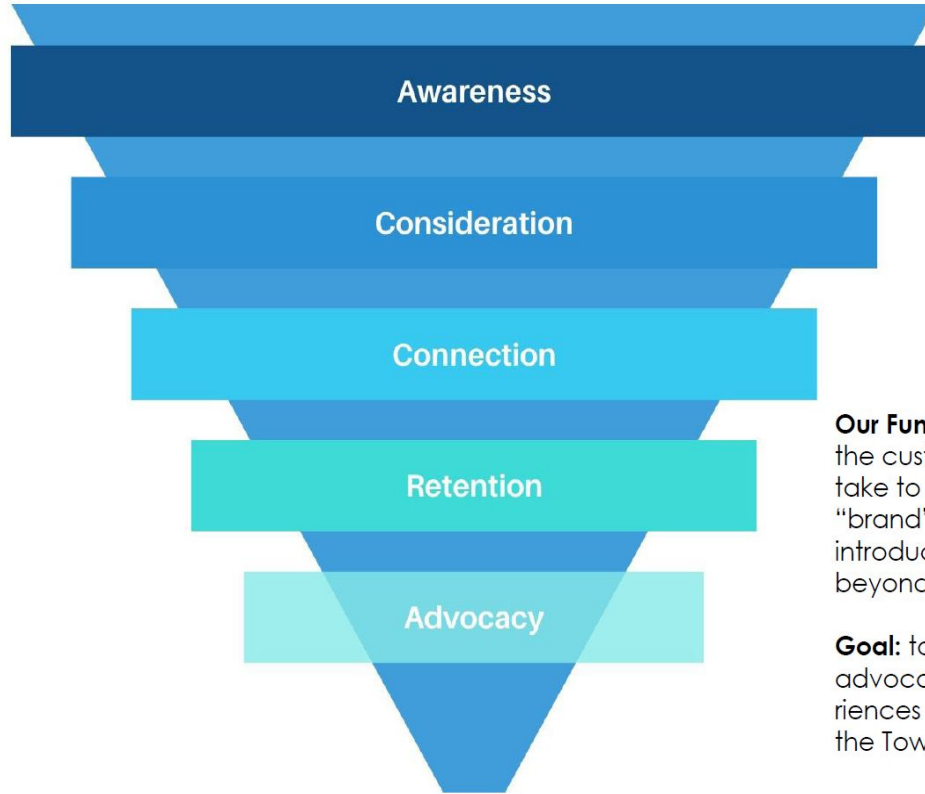 Awareness
Consideration
Connection
Retention
Advocacy
Our Fun
the cus
take to
“brand”
introduc
beyond
Goal: to
advoca
riences
the Tow